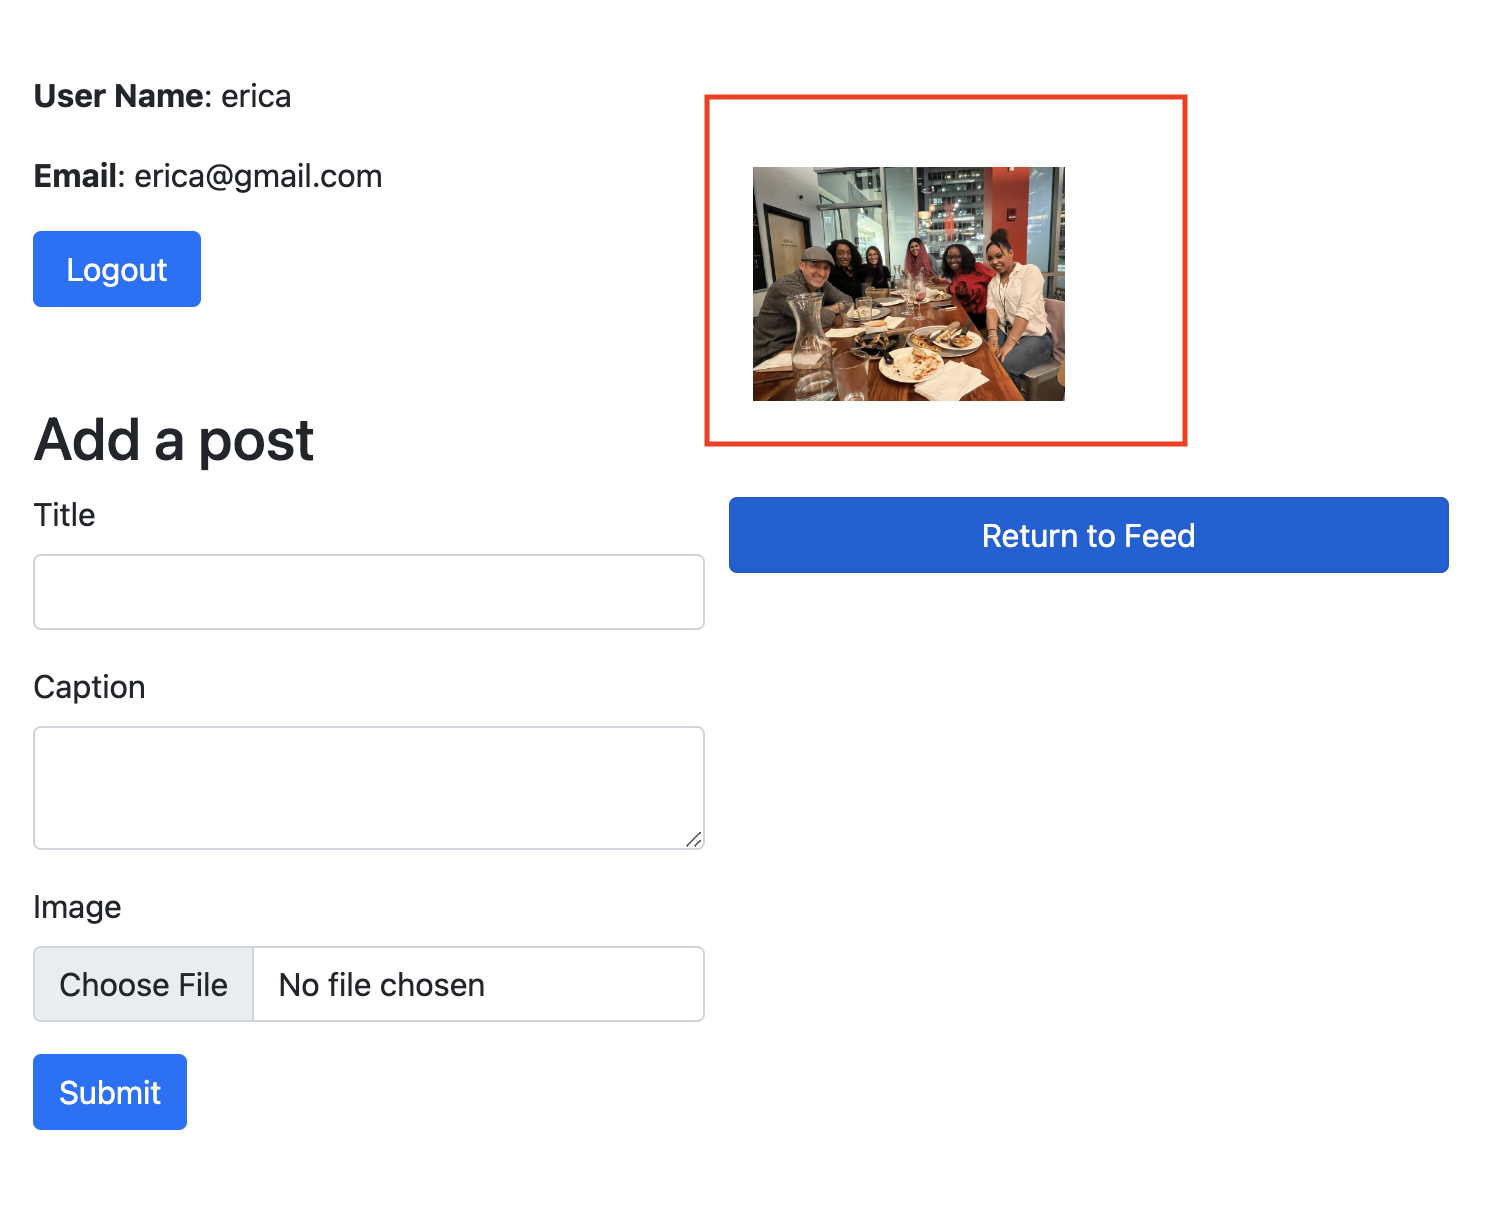 User Name: erica
Email: erica@gmail.com
Logout
Add a post
Title
Return to Feed
Caption
Image
Choose File No file chosen
Submit